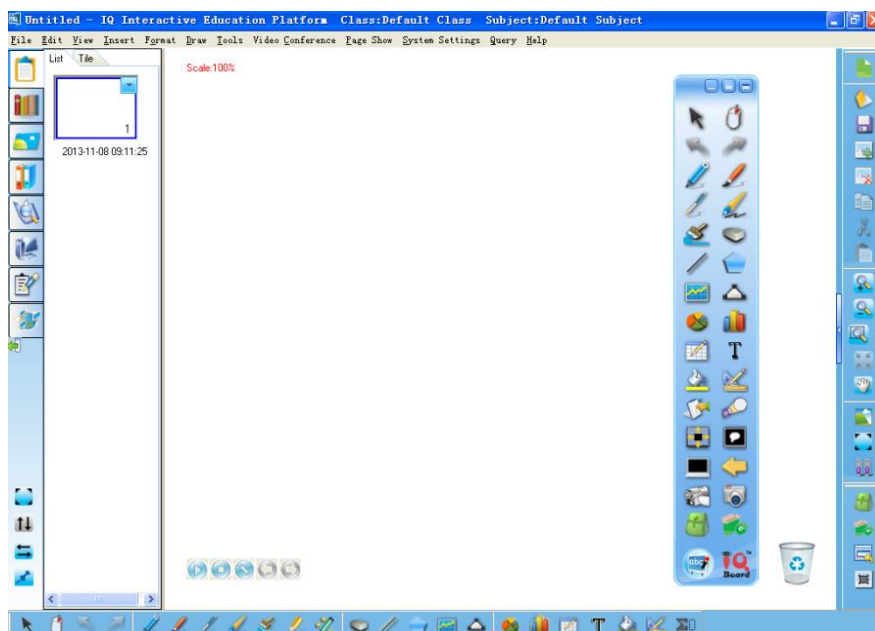 Untitled - IQ Interactive Education Platform Class:Default Class Subject:Default Subject
File Edit View Insert Format Draw Tools Video Conference Page Show System Settings Query Help
List Tile
Scale:100%
1
2013-11-08 09:11:25
T
abc
IQ
Board
T